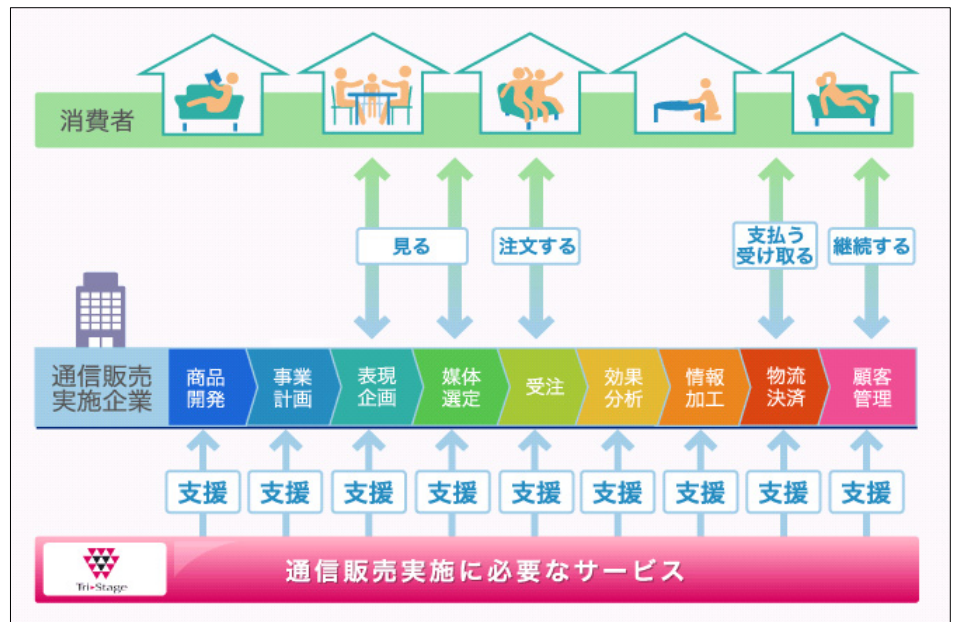 消費者
見る
注文する
支払う
受け取る
継続する
通信販売
実施企業
商品
開発
事業
計画
表現
企画
媒体
選定
受注
効果
分析
情報
加工
物流
決済
顧客
管理
支援
支援
支援
支援
支援
支援
支援
支援
支援
Tri-Stage
通信販売実施に必要なサービス